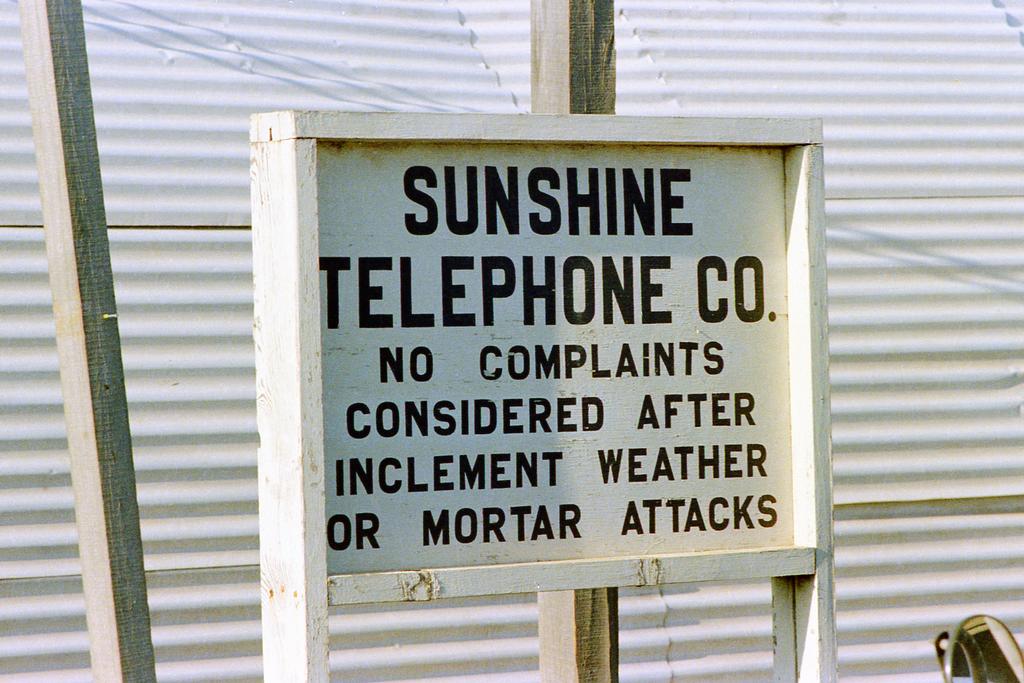 SUNSHINE
TELEPHONE CO.
NO COMPLAINTS
CONSIDERED AFTER
INCLEMENT WEATHER
OR MORTAR ATTACKS